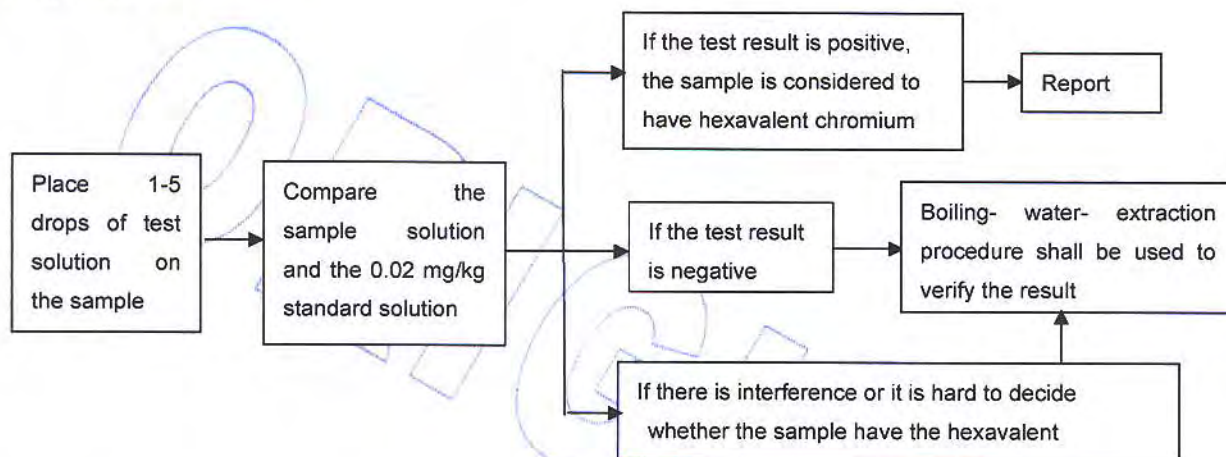 Place 1-5
drops of test
solution on
the sample
Compare the
sample solution
and the 0.02 mg/kg
standard solution
If the test result is positive,
the sample is considered to
have hexavalent chromium
Report
If the test result
is negative
Boiling- water- extraction
procedure shall be used to
verify the result
If there is interference or it is hard to decide
whether the sample have the hexavalent